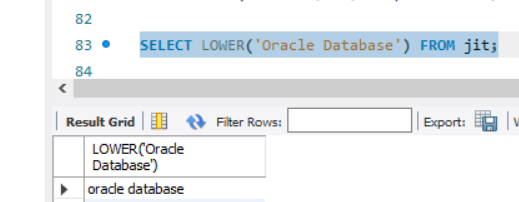 82
83 SELECT LOWER('Oracle Database') FROM jit;
84
Result Grid Filter Rows: Export:
LOWER('Oracle
Database')
oracle database